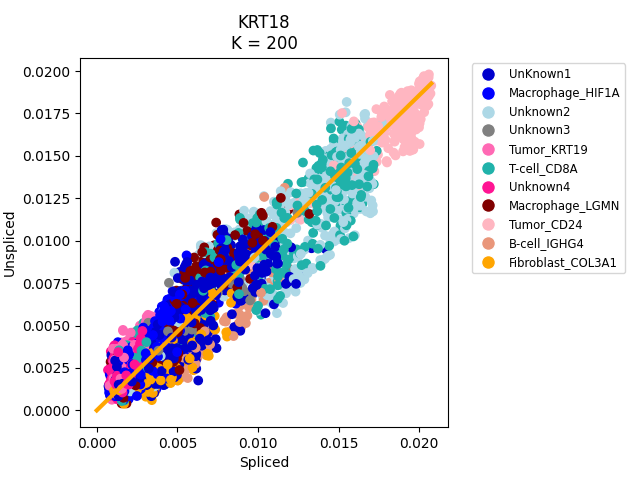 KRT18
K = 200
Unspliced
0.0200
0.0175
0.0150
0.0125
0.0100
0.0075
0.0050
0.0025
0.0000
0.000
0.005
0.010
0.015
0.020
Spliced
UnKnown1
Macrophage_HIF1A
Unknown2
Unknown3
Tumor_KRT19
T-cell_CD8A
Unknown4
Macrophage_LGMN
Tumor_CD24
B-cell_IGHG4
Fibroblast_COL3A1